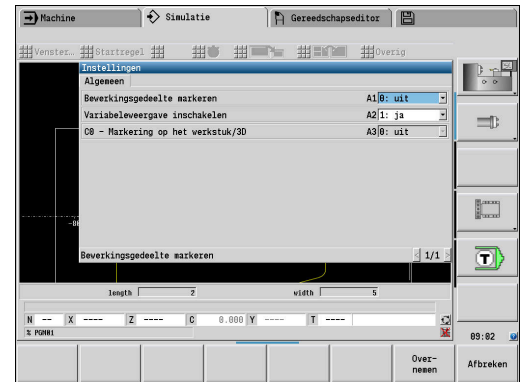 Machine Simulatie Gereedschapseditor
Venster... Startregel Overig
Instellingen
Algemeen
Bewerkingsgedeelte markeren A1 0: uit
Variabeleweergave inschakelen A2 1: ja
C0 - Markering op het werkstuk/3D A3 0: uit
Bewerkingsgedeelte markeren 1/1
length 2 width 5
N -- X ---- Z ---- C 0.000 Y ---- T ----
% PGM01
T
09:02
Over-
nemen
Afbreken